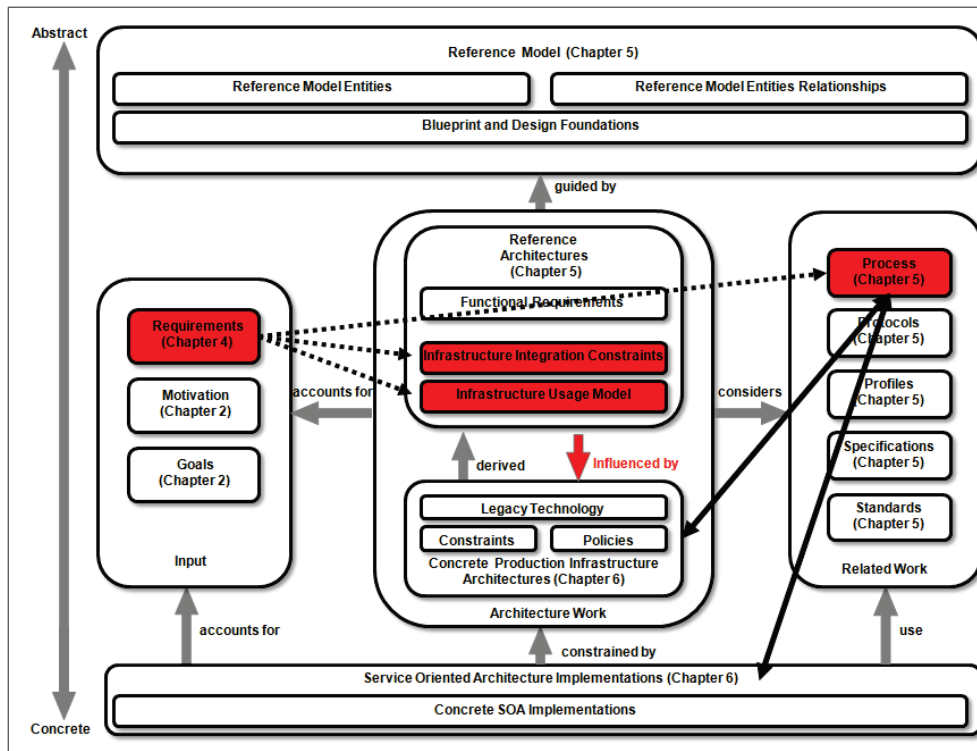 Abstract
Reference Model (Chapter 5)
Reference Model Entities
Reference Model Entities Relationships
Blueprint and Design Foundations
guided by
Reference
Architectures
(Chapter 5)
Functional Requirements
Infrastructure Integration Constraints
Infrastructure Usage Model
Process
(Chapter 5)
Protocols
(Chapter 5)
Profiles
(Chapter 5)
Specifications
(Chapter 5)
Standards
(Chapter 5)
Related Work
Requirements
(Chapter 4)
Motivation
(Chapter 2)
Goals
(Chapter 2)
Input
accounts for
considers
derived
Influenced by
Legacy Technology
Constraints
Policies
Concrete Production Infrastructure
Architectures (Chapter 6)
Architecture Work
accounts for
constrained by
use
Service Oriented Architecture Implementations (Chapter 6)
Concrete SOA Implementations
Concrete